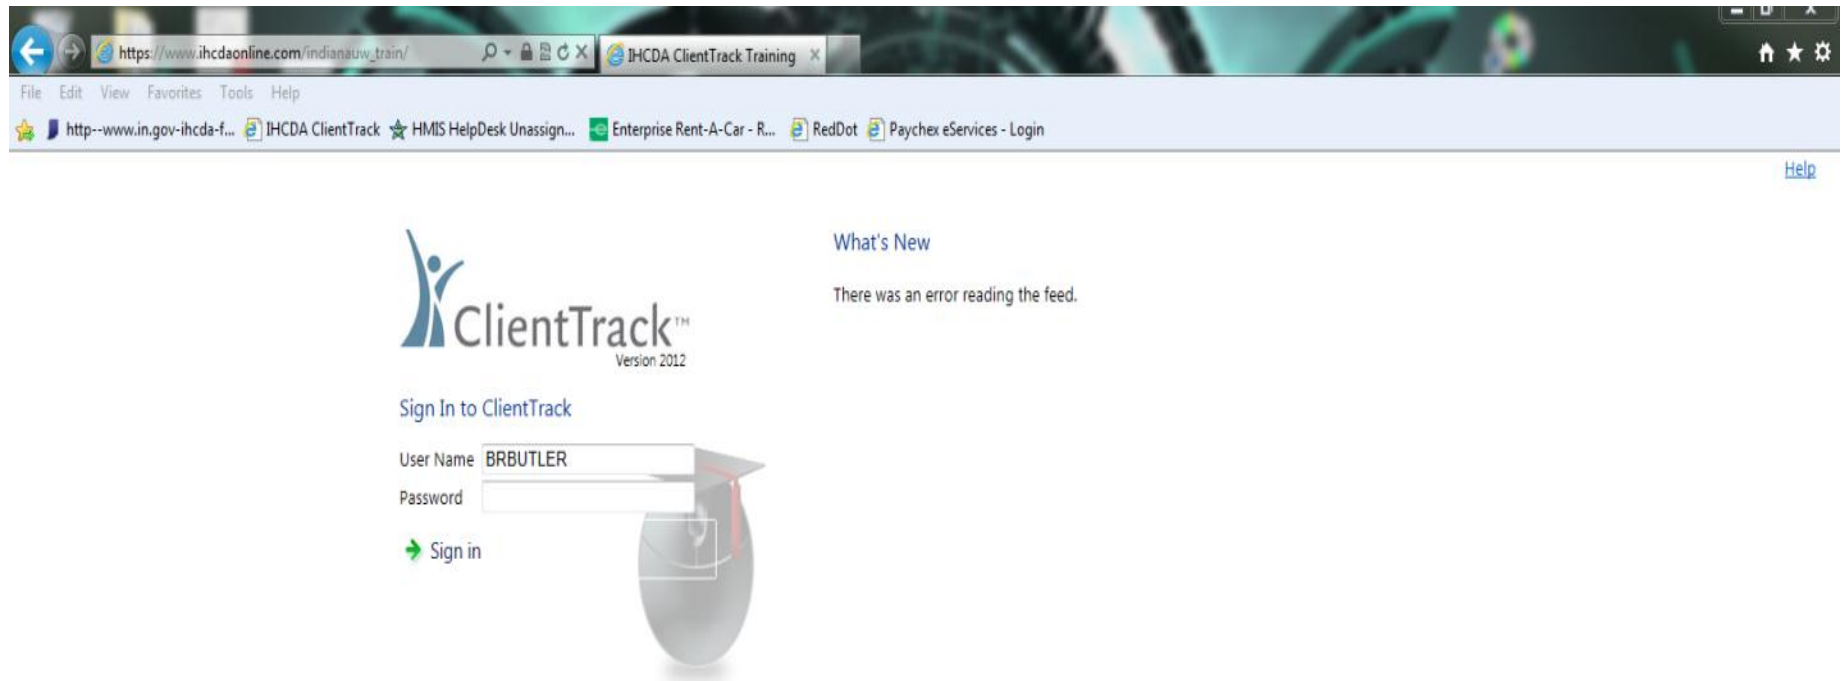 https://www.ihcdaonline.com/indianauw_train/
IHCDA ClientTrack Training
File Edit View Favorites Tools Help
http--www.in.gov-ihcda-f... IHCDA ClientTrack HMIS HelpDesk Unassign... Enterprise Rent-A-Car - R... RedDot Paychex eServices - Login
Help
ClientTrack™
Version 2012
Sign In to ClientTrack
User Name BRBUTLER
Password
Sign in
What's New
There was an error reading the feed.